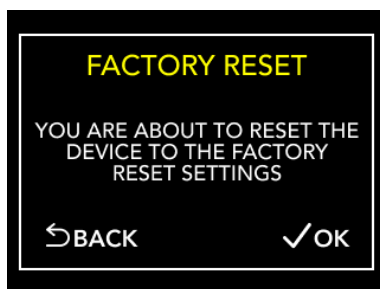 FACTORY RESET
YOU ARE ABOUT TO RESET THE
DEVICE TO THE FACTORY
RESET SETTINGS
BACK
OK